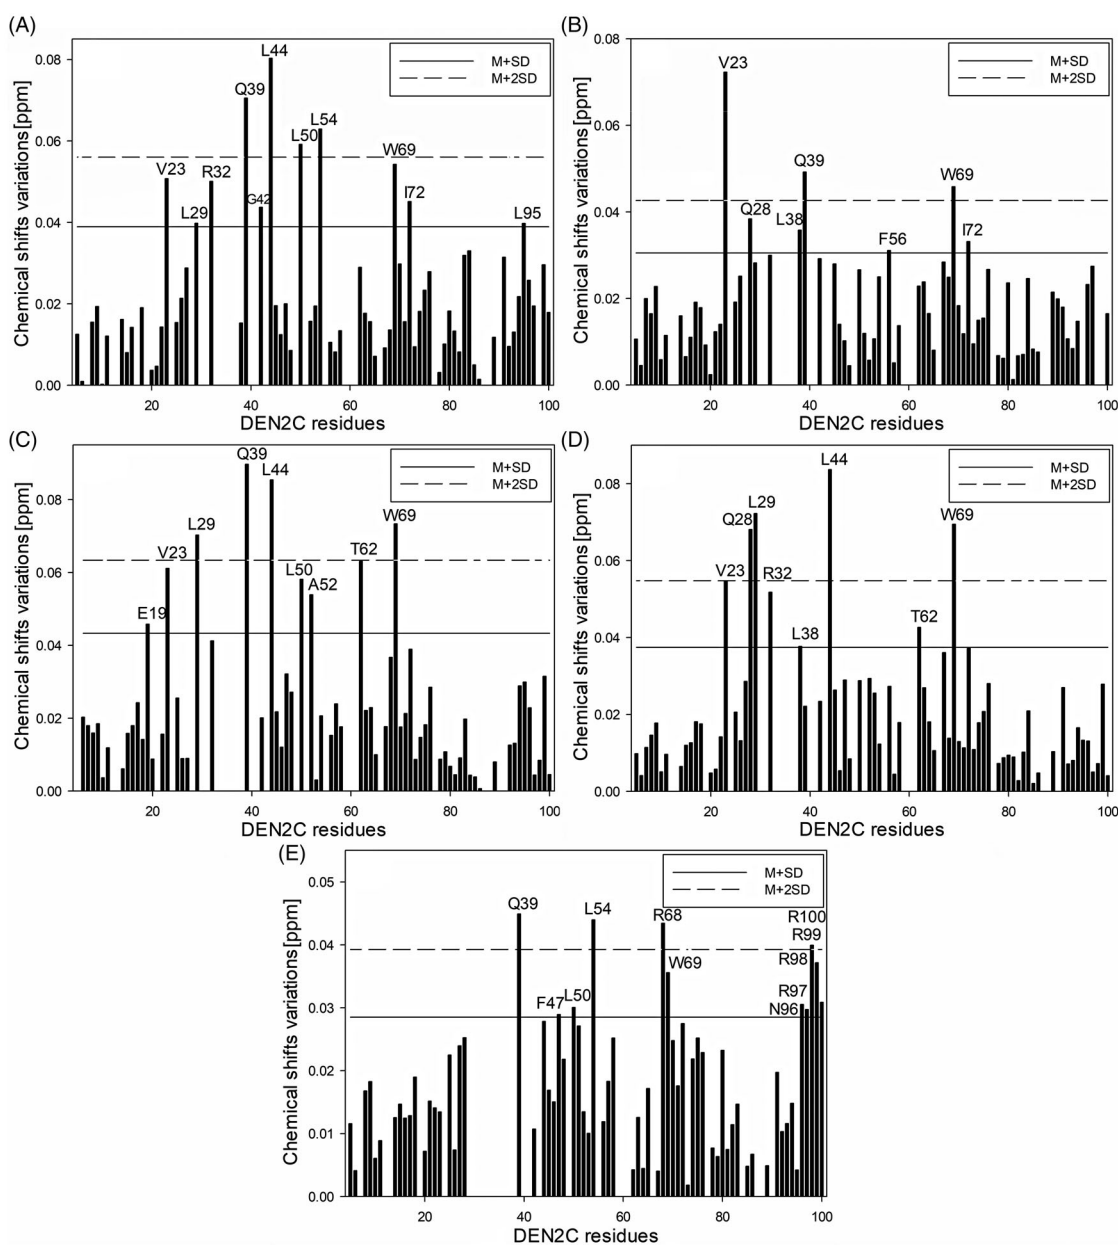 (A)
Chemical shifts variations[ppm]
0.08
0.06
0.04
0.02
0.00
M+SD
M+2SD
L44
Q39
L54
L50
W69
V23
R32
I72
G42
L29
L95
20
40
60
80
100
DEN2C residues
(B)
Chemical shifts variations[ppm]
0.08
0.06
0.04
0.02
0.00
M+SD
M+2SD
V23
Q39
W69
Q28
L38
I72
F56
20
40
60
80
100
DEN2C residues
(C)
Chemical shifts variations[ppm]
0.08
0.06
0.04
0.02
0.00
M+SD
M+2SD
Q39
L44
L29
W69
V23
T62
L50
A52
E19
20
40
60
80
100
DEN2C residues
(D)
Chemical shifts variations[ppm]
0.08
0.06
0.04
0.02
0.00
M+SD
M+2SD
L44
L29
Q28
W69
V23
R32
T62
L38
20
40
60
80
100
DEN2C residues
(E)
Chemical shifts variations[ppm]
0.05
0.04
0.03
0.02
0.01
0.00
M+SD
M+2SD
Q39
L54
R68
R100
R99
R98
W69
R97
F47
L50
N96
20
40
60
80
100
DEN2C residues